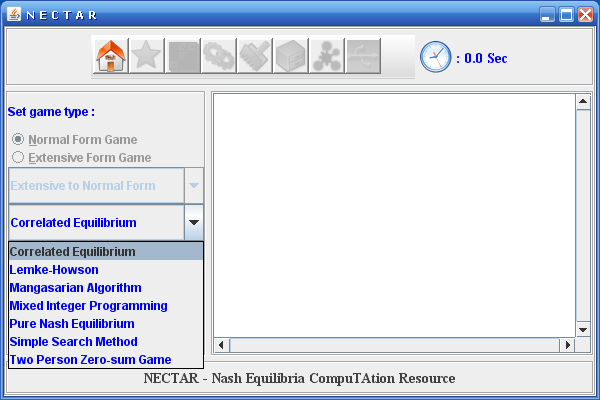 N E C T A R
: 0.0 Sec
Set game type :
Normal Form Game
Extensive Form Game
Extensive to Normal Form
Correlated Equilibrium
Correlated Equilibrium
Lemke-Howson
Mangasarian Algorithm
Mixed Integer Programming
Pure Nash Equilibrium
Simple Search Method
Two Person Zero-sum Game
NECTAR - Nash Equilibria CompuTAtion Resource